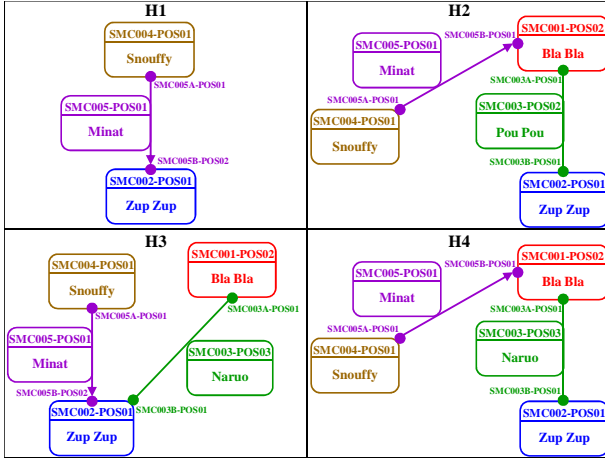 H1
SMC004-POS01
Snouffy
SMC005A-POS01
SMC005-POS01
Minat
SMC005B-POS02
SMC002-POS01
Zup Zup
H2
SMC001-POS02
Bla Bla
SMC005B-POS01
SMC005-POS01
Minat
SMC003A-POS01
SMC005A-POS01
SMC003-POS02
Pou Pou
SMC004-POS01
Snouffy
SMC003B-POS01
SMC002-POS01
Zup Zup
H3
SMC001-POS02
Bla Bla
SMC004-POS01
Snouffy
SMC003A-POS01
SMC005A-POS01
SMC005-POS01
Minat
SMC003-POS03
Naruo
SMC005B-POS02
SMC002-POS01
SMC003B-POS01
Zup Zup
H4
SMC001-POS02
Bla Bla
SMC005B-POS01
SMC005-POS01
Minat
SMC003A-POS01
SMC005A-POS01
SMC003-POS03
Naruo
SMC004-POS01
Snouffy
SMC003B-POS01
SMC002-POS01
Zup Zup